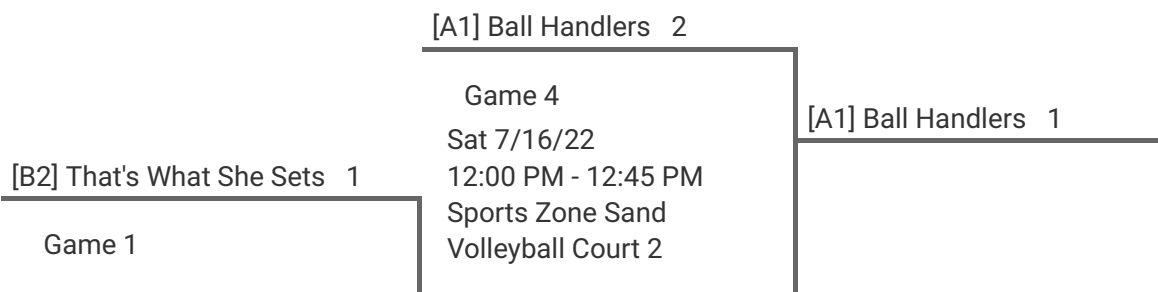 [A1] Ball Handlers 2
Game 4
Sat 7/16/22
12:00 PM - 12:45 PM
Sports Zone Sand
Volleyball Court 2
[A1] Ball Handlers 1
[B2] That's What She Sets 1
Game 1